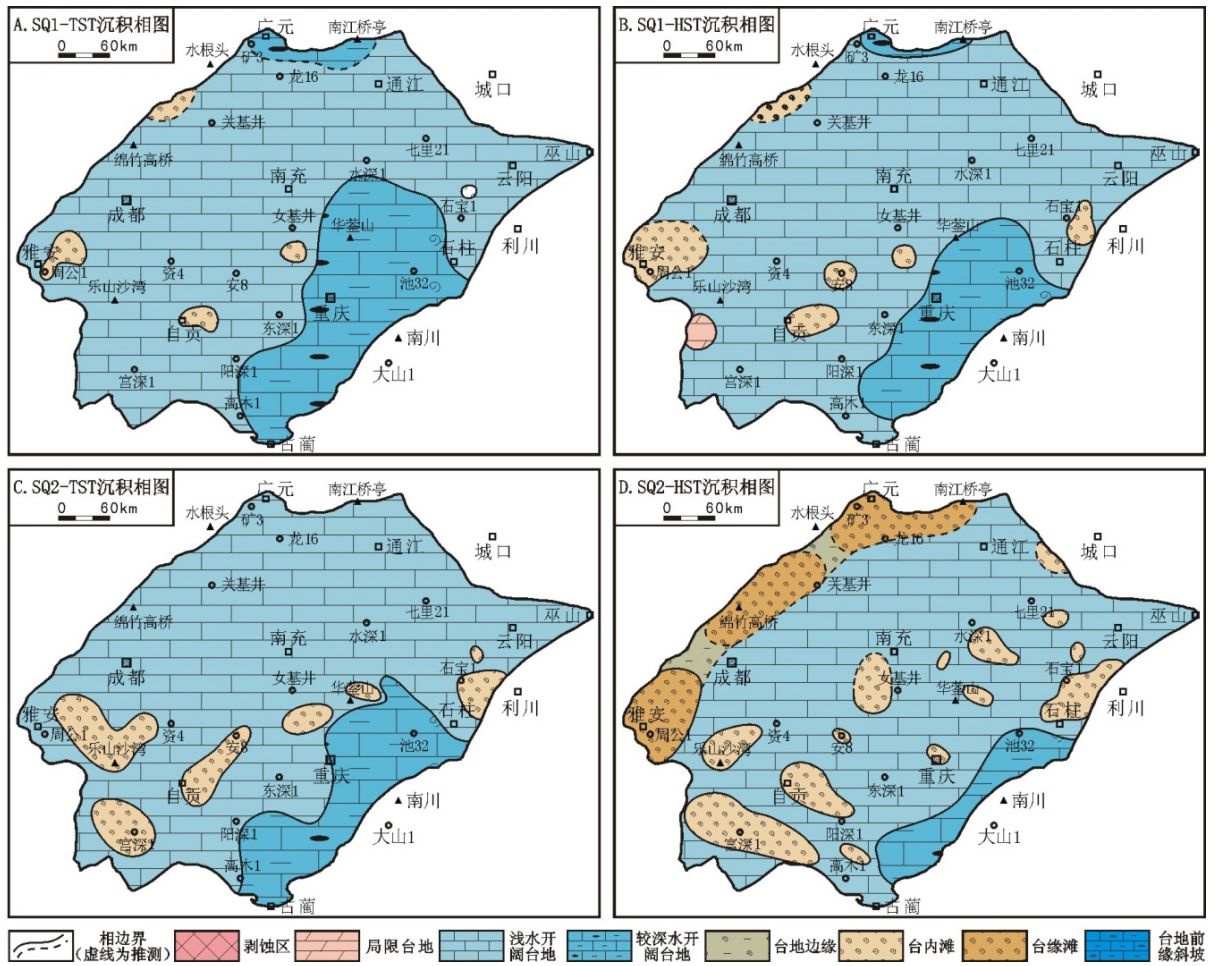 A.SQ1-TST沉积相图
0 60km
广元
南江桥亭
水根头
矿3
龙16
通江
城口
关基井
绵竹高桥
七里21
巫山
水深1
云阳
南充
成都
石宝1
女基井
华蓥山
石柱
利川
雅安
周公1
资4
安8
池32
乐山沙湾
重庆
自贡
东深1
南川
宫深1
阳深1
大山1
高木1
古蔺
B.SQ1-HST沉积相图
0 60km
广元
南江桥亭
水根头
矿3
龙16
通江
城口
关基井
绵竹高桥
七里21
巫山
水深1
云阳
南充
成都
石宝1
女基井
华蓥山
石柱
利川
雅安
周公1
资4
安8
池32
乐山沙湾
重庆
自贡
东深1
南川
宫深1
阳深1
大山1
高木1
古蔺
C.SQ2-TST沉积相图
0 60km
广元
南江桥亭
水根头
矿3
龙16
通江
城口
关基井
绵竹高桥
七里21
巫山
水深1
云阳
南充
成都
石宝1
女基井
华蓥山
石柱
利川
雅安
周公1
资4
安8
池32
乐山沙湾
重庆
自贡
东深1
南川
宫深1
阳深1
大山1
高木1
古蔺
D.SQ2-HST沉积相图
0 60km
广元
南江桥亭
水根头
矿3
龙16
通江
城口
关基井
绵竹高桥
七里21
巫山
水深1
云阳
南充
成都
石宝1
女基井
华蓥山
石柱
利川
雅安
周公1
资4
安8
池32
乐山沙湾
重庆
自贡
东深1
南川
宫深1
阳深1
大山1
高木1
古蔺
相边界
(虚线为推测)
剥蚀区
局限台地
浅水开
阔台地
较深水开
阔台地
台地边缘
台内滩
台缘滩
台地前
缘斜坡